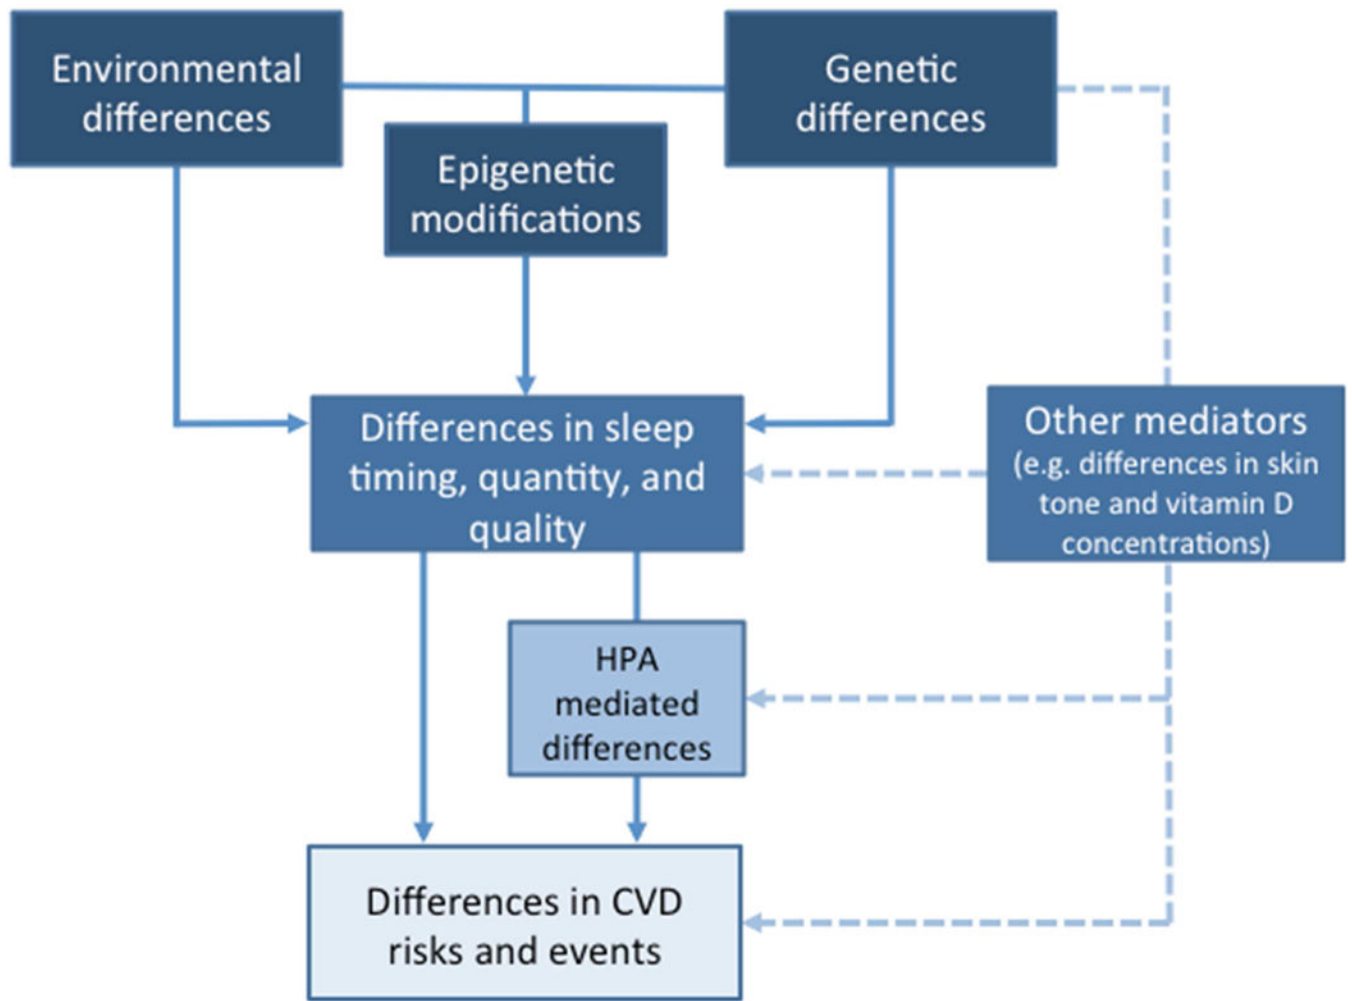 Environmental
differences
Genetic
differences
Epigenetic
modifications
Differences in sleep
timing, quantity, and
quality
Other mediators
(e.g. differences in skin
tone and vitamin D
concentrations)
HPA
mediated
differences
Differences in CVD
risks and events